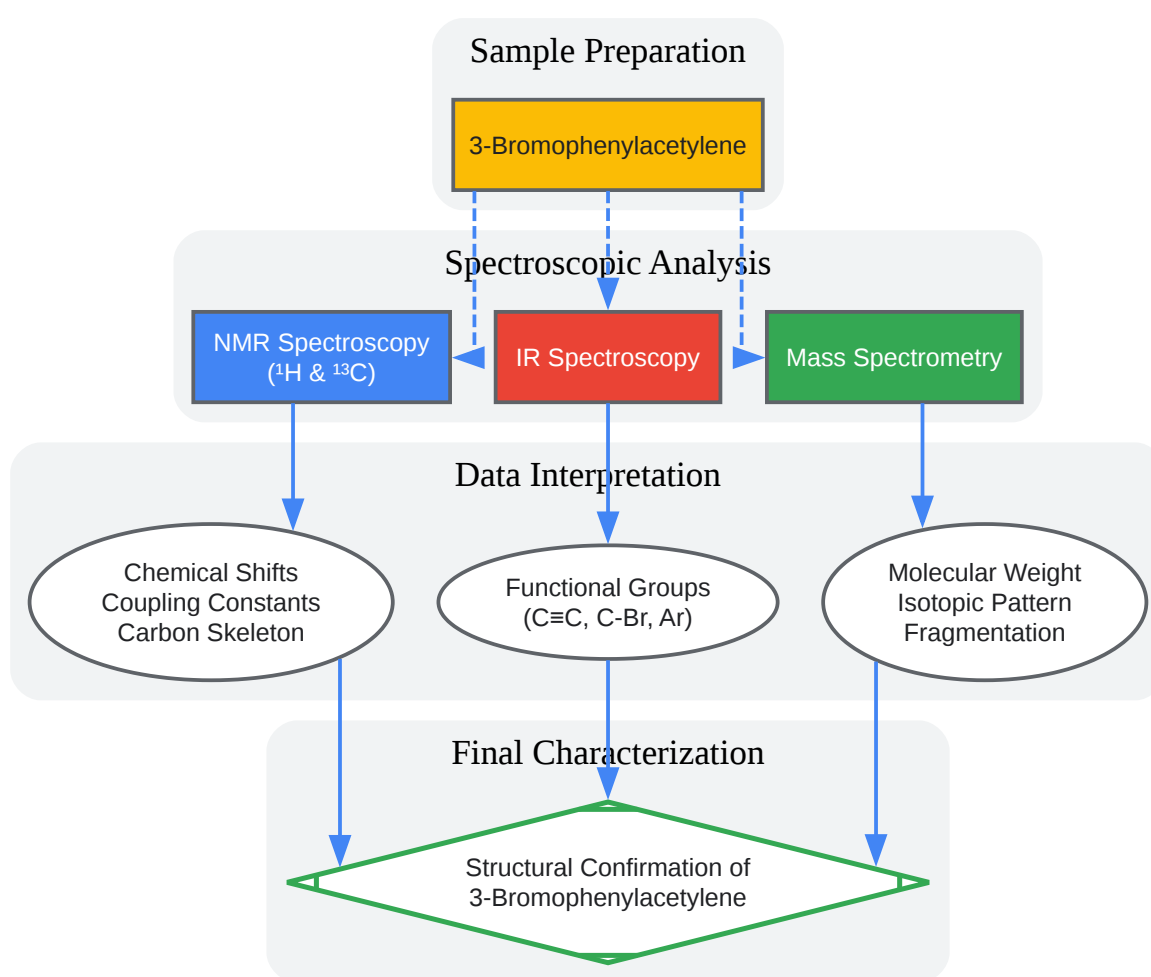 Sample Preparation
3-Bromophenylacetylene
Spectroscopic Analysis
NMR Spectroscopy
(¹H & ¹³C)
IR Spectroscopy
Mass Spectrometry
Data Interpretation
Chemical Shifts
Coupling Constants
Carbon Skeleton
Functional Groups
(C≡C, C-Br, Ar)
Molecular Weight
Isotopic Pattern
Fragmentation
Final Characterization
Structural Confirmation of
3-Bromophenylacetylene